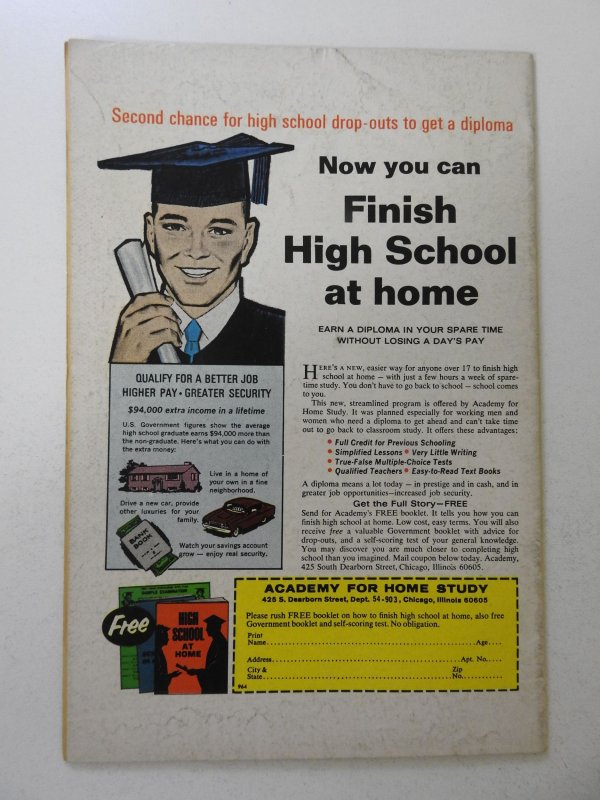 Second chance for high school drop-outs to get a diploma
Now you can
Finish
High School
at home
EARN A DIPLOMA IN YOUR SPARE TIME
WITHOUT LOSING A DAY'S PAY
HERE'S A NEW, easier way for anyone over 17 to finish high
school at home — with just a few hours a week of spare-
time study. You don't have to go back to school — school comes
to you.
This new, streamlined program is offered by Academy for
Home Study. It was planned especially for working men and
women who need a diploma to get ahead and can't take time
out to go back to classroom study. It offers these advantages:
• Full Credit for Previous Schooling
• Simplified Lessons • Very Little Writing
• True-False Multiple-Choice Tests
• Qualified Teachers • Easy-to-Read Text Books
A diploma means a lot today — in prestige and in cash, and in
greater job opportunities—increased job security.
Get the Full Story—FREE
Send for Academy's FREE booklet. It tells you how you can
finish high school at home. Low cost, easy terms. You will also
receive free a valuable Government booklet with advice for
drop-outs, and a self-scoring test of your general knowledge.
You may discover you are much closer to completing high
school than you imagined. Mail coupon below today. Academy,
425 South Dearborn Street, Chicago, Illinois 60605.
QUALIFY FOR A BETTER JOB
HIGHER PAY • GREATER SECURITY
$94,000 extra income in a lifetime
U.S. Government figures show the average
high school graduate earns $94,000 more than
the non-graduate. Here's what you can do with
the extra money:
Live in a home of
your own in a fine
neighborhood.
Drive a new car, provide
other luxuries for your
family.
BANK
BOOK
Watch your savings account
grow — enjoy real security.
SAMPLE EXAMINATION
Free
HIGH
SCHOOL
AT
HOME
ACADEMY FOR HOME STUDY
425 S. Dearborn Street, Dept. 54-903, Chicago, Illinois 60605
Please rush FREE booklet on how to finish high school at home, also free
Government booklet and self-scoring test. No obligation.
Print
Name Age
Address Apt. No.
City & Zip
State No.
964